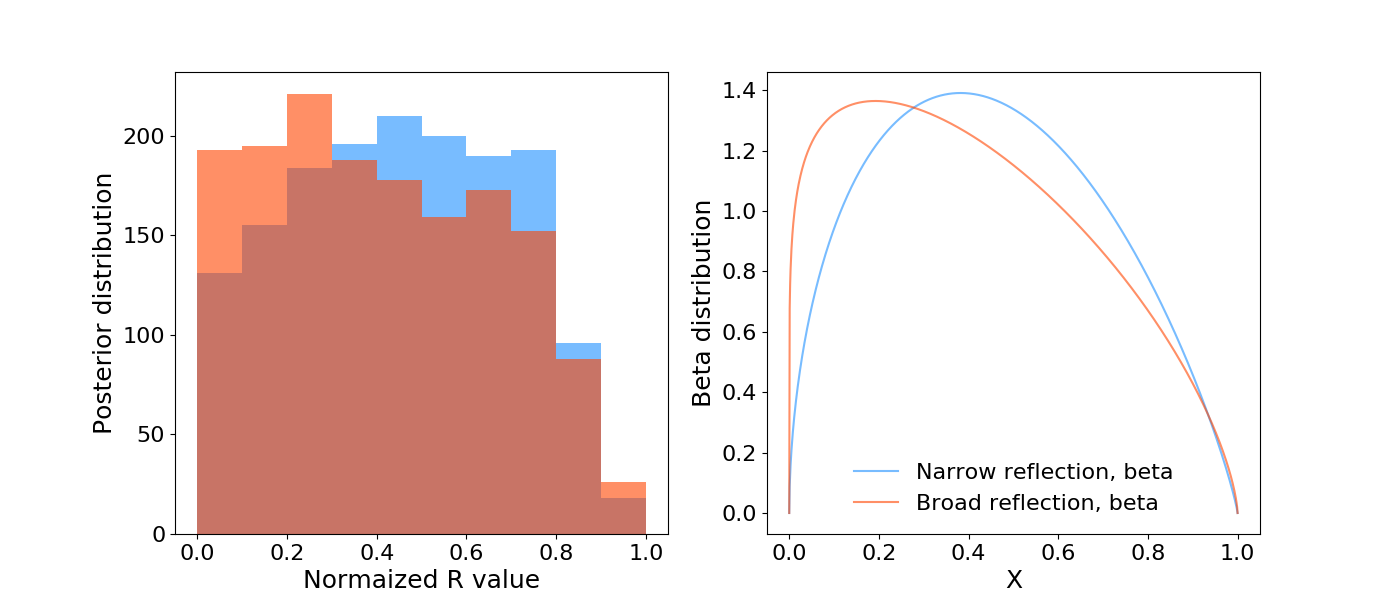 Posterior distribution
200
150
100
50
0
0.0 0.2 0.4 0.6 0.8 1.0
Normaized R value
Beta distribution
1.4
1.2
1.0
0.8
0.6
0.4
0.2
0.0
Narrow reflection, beta
Broad reflection, beta
0.0 0.2 0.4 0.6 0.8 1.0
X